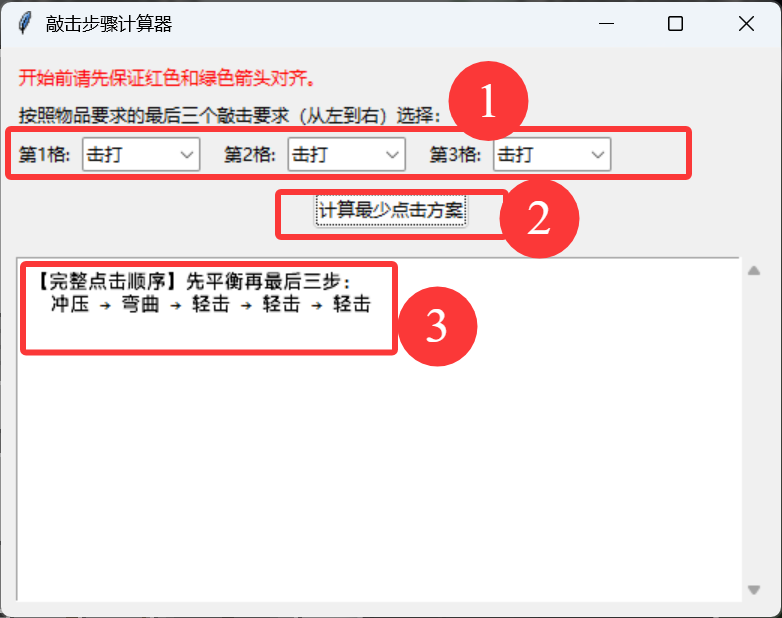 敲击步骤计算器
开始前请先保证红色和绿色箭头对齐。
按照物品要求的最后三个敲击要求（从左到右）选择：
1
第1格: 击打 第2格: 击打 第3格: 击打
计算最少点击方案
2
【完整点击顺序】先平衡再最后三步：
冲压 → 弯曲 → 轻击 → 轻击 → 轻击
3